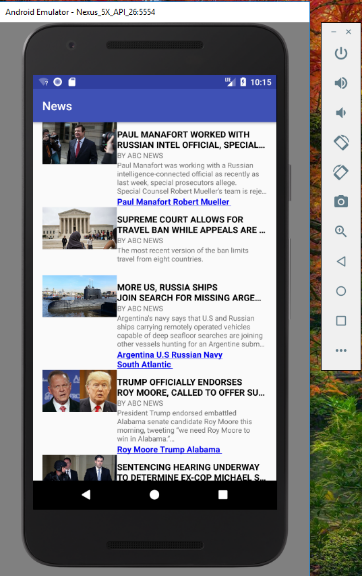 Android Emulator - Nexus_5X_API_26:5554
10:15
News
PAUL MANAFORT WORKED WITH
RUSSIAN INTEL OFFICIAL, SPECIAL...
BY ABC NEWS
Paul Manafort was working with a Russian
intelligence-connected official as recently as
last week, special prosecutors allege.
Special Counsel Robert Mueller's team is reje...
Paul Manafort Robert Mueller
SUPREME COURT ALLOWS FOR
TRAVEL BAN WHILE APPEALS ARE ...
BY ABC NEWS
The most recent version of the ban limits
travel from eight countries.
MORE US, RUSSIA SHIPS
JOIN SEARCH FOR MISSING ARGE...
BY ABC NEWS
Argentina's navy says that U.S and Russian
ships carrying remotely operated vehicles
capable of deep seafloor searches are joining
other vessels hunting for an Argentine subm...
Argentina U.S Russian Navy
South Atlantic
TRUMP OFFICIALLY ENDORSES
ROY MOORE, CALLED TO OFFER SU...
BY ABC NEWS
President Trump endorsed embattled
Alabama senate candidate Roy Moore this
morning, tweeting "we need Roy Moore to
win in Alabama."...
Roy Moore Trump Alabama
SENTENCING HEARING UNDERWAY
TO DETERMINE EX-COP MICHAEL S...